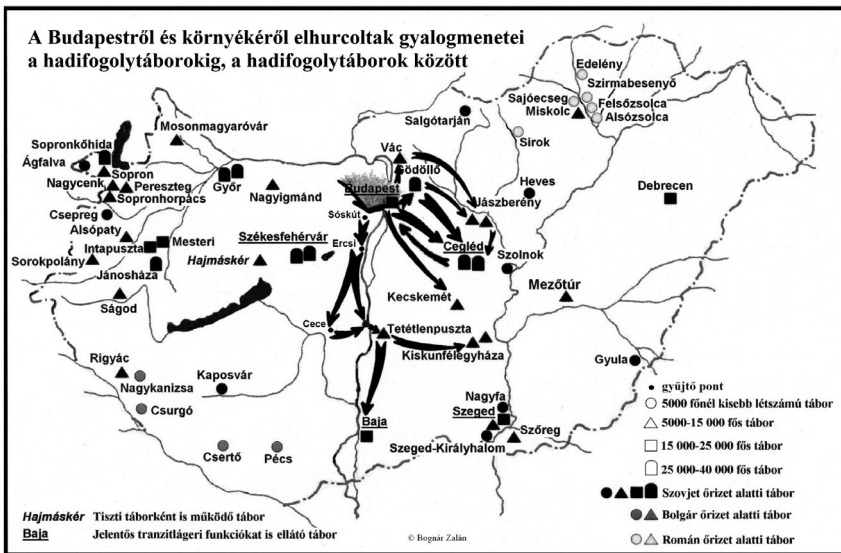 A Budapestről és környékéről elhurcoltak gyalogmenetei
a hadifogolytáborokig, a hadifogolytáborok között
Edelény
Szirmabesenyő
Sajóecseg
Felsőzsolca
Miskolc
Alsózsolca
Salgótarján
Sirok
Mosonmagyaróvár
Sopronkőhida
Ágfalva
Sopron
Nagycenk
Pereszteg
Sopronhorpács
Győr
Nagyigmánd
Vác
Gödöllő
Budapest
Heves
Jászberény
Debrecen
Csepreg
Alsópaty
Intapuszta
Mesteri
Sorokpolány
Jánosháza
Ságod
Székesfehérvár
Hajmáskér
Sóskút
Ercsi
Cegléd
Szolnok
Kecskemét
Mezőtúr
Cece
Tetétlenpuszta
Kiskunfélegyháza
Rigyác
Nagykanizsa
Kaposvár
Csurgó
Csertő
Pécs
Baja
Gyula
Nagyfa
Szeged
Szőreg
Szeged-Királyhalom
gyüjtő pont
5000 főnél kisebb létszámú tábor
5000-15 000 fős tábor
15 000-25 000 fős tábor
25 000-40 000 fős tábor
Szovjet őrizet alatti tábor
Bolgár őrizet alatti tábor
Román őrizet alatti tábor
Hajmáskér Tiszti táborként is működő tábor
Baja Jelentős tranzitlágeri funkciókat is ellátó tábor
© Bognár Zalán